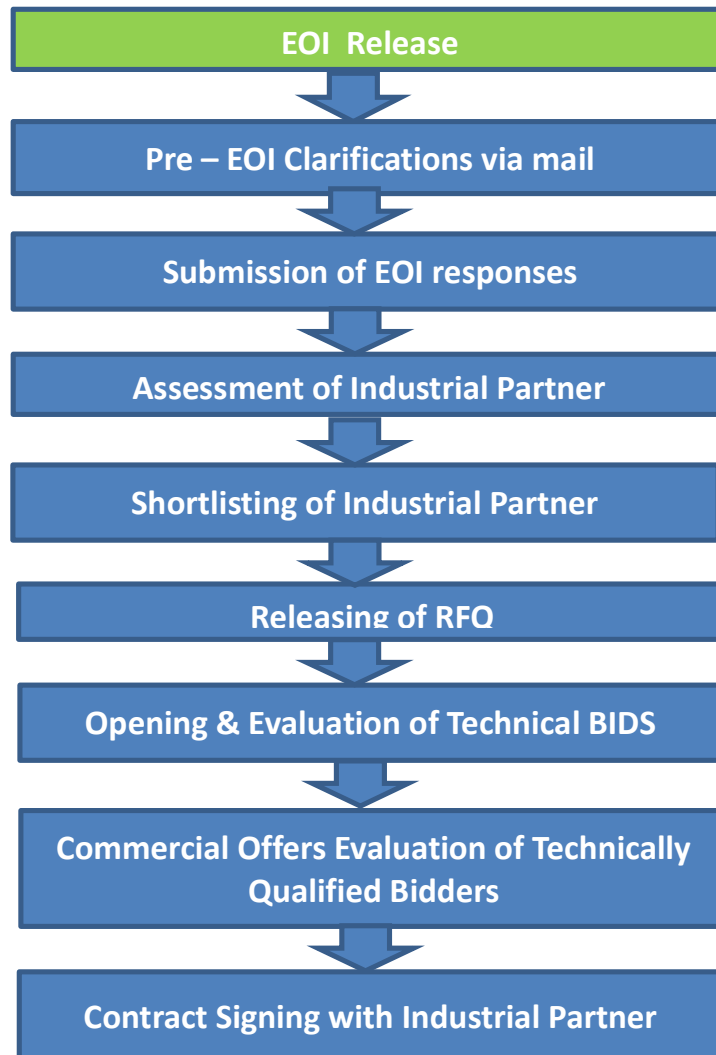 EOI Release
Pre – EOI Clarifications via mail
Submission of EOI responses
Assessment of Industrial Partner
Shortlisting of Industrial Partner
Releasing of RFQ
Opening & Evaluation of Technical BIDS
Commercial Offers Evaluation of Technically
Qualified Bidders
Contract Signing with Industrial Partner